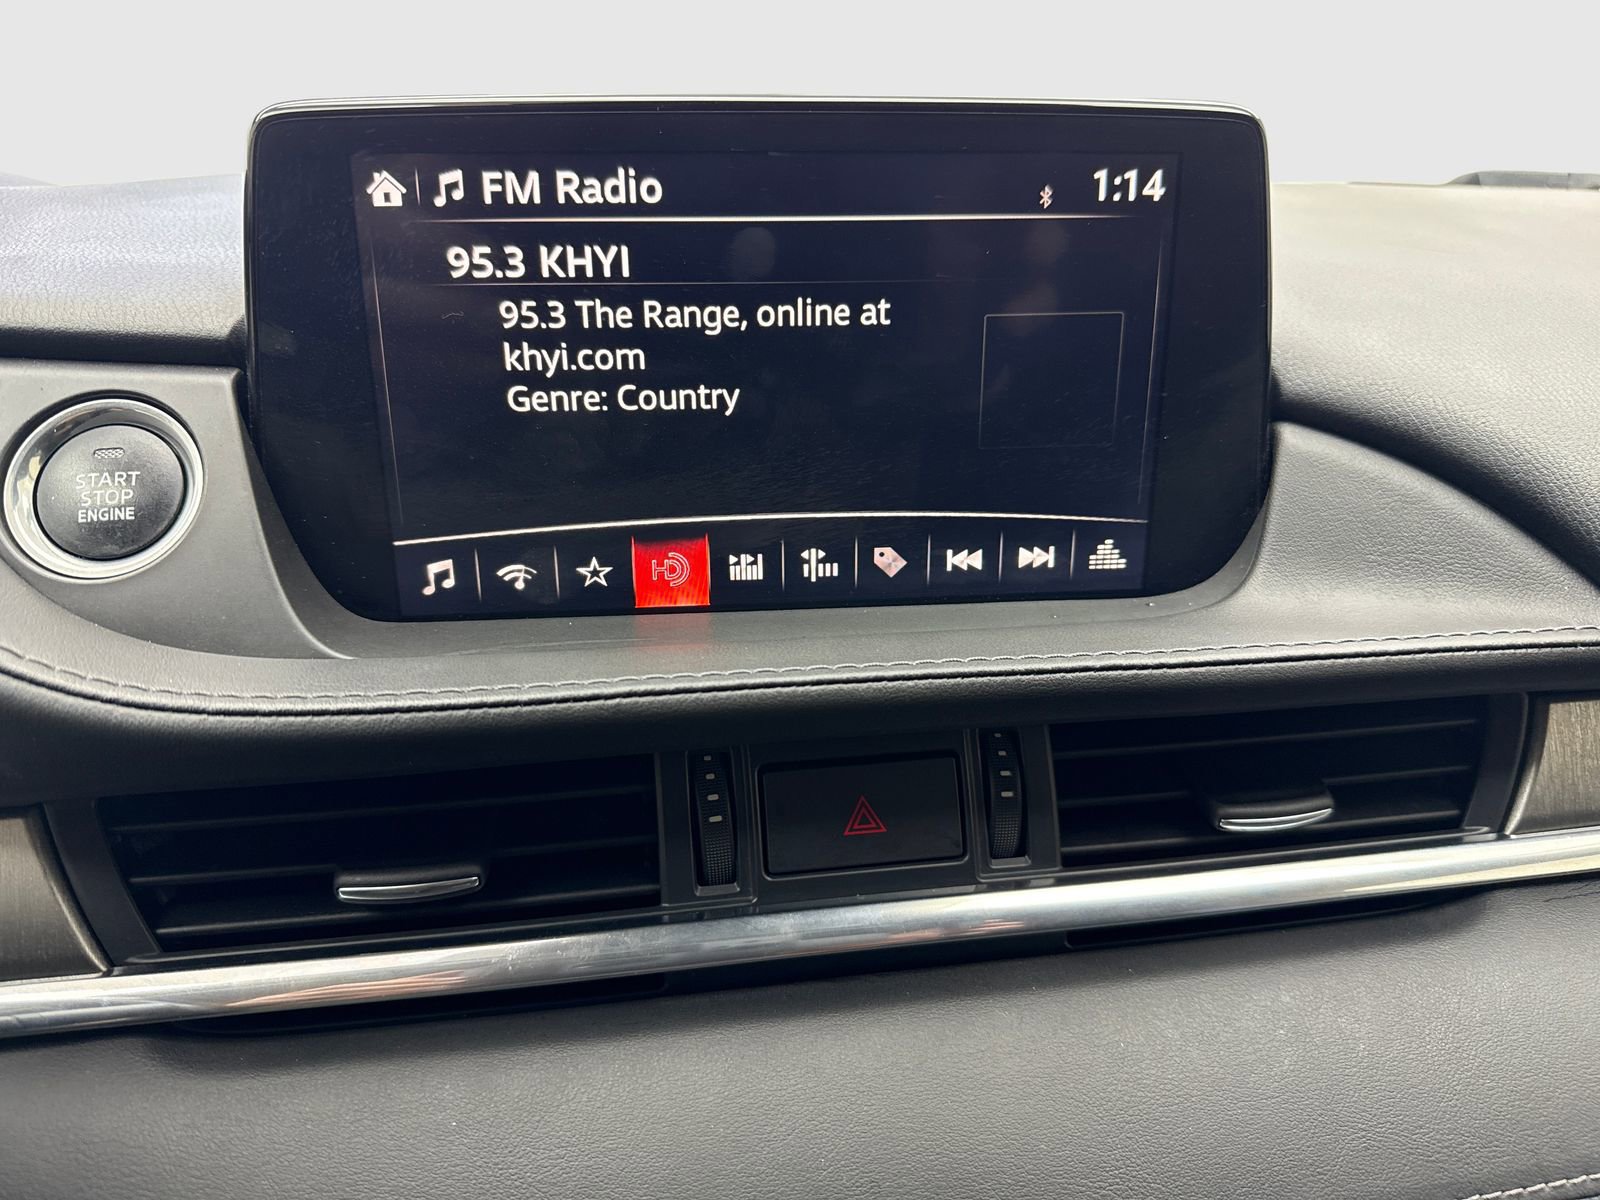 FM Radio
1:14
95.3 KHYI
95.3 The Range, online at
khyi.com
Genre: Country
HD
START
STOP
ENGINE